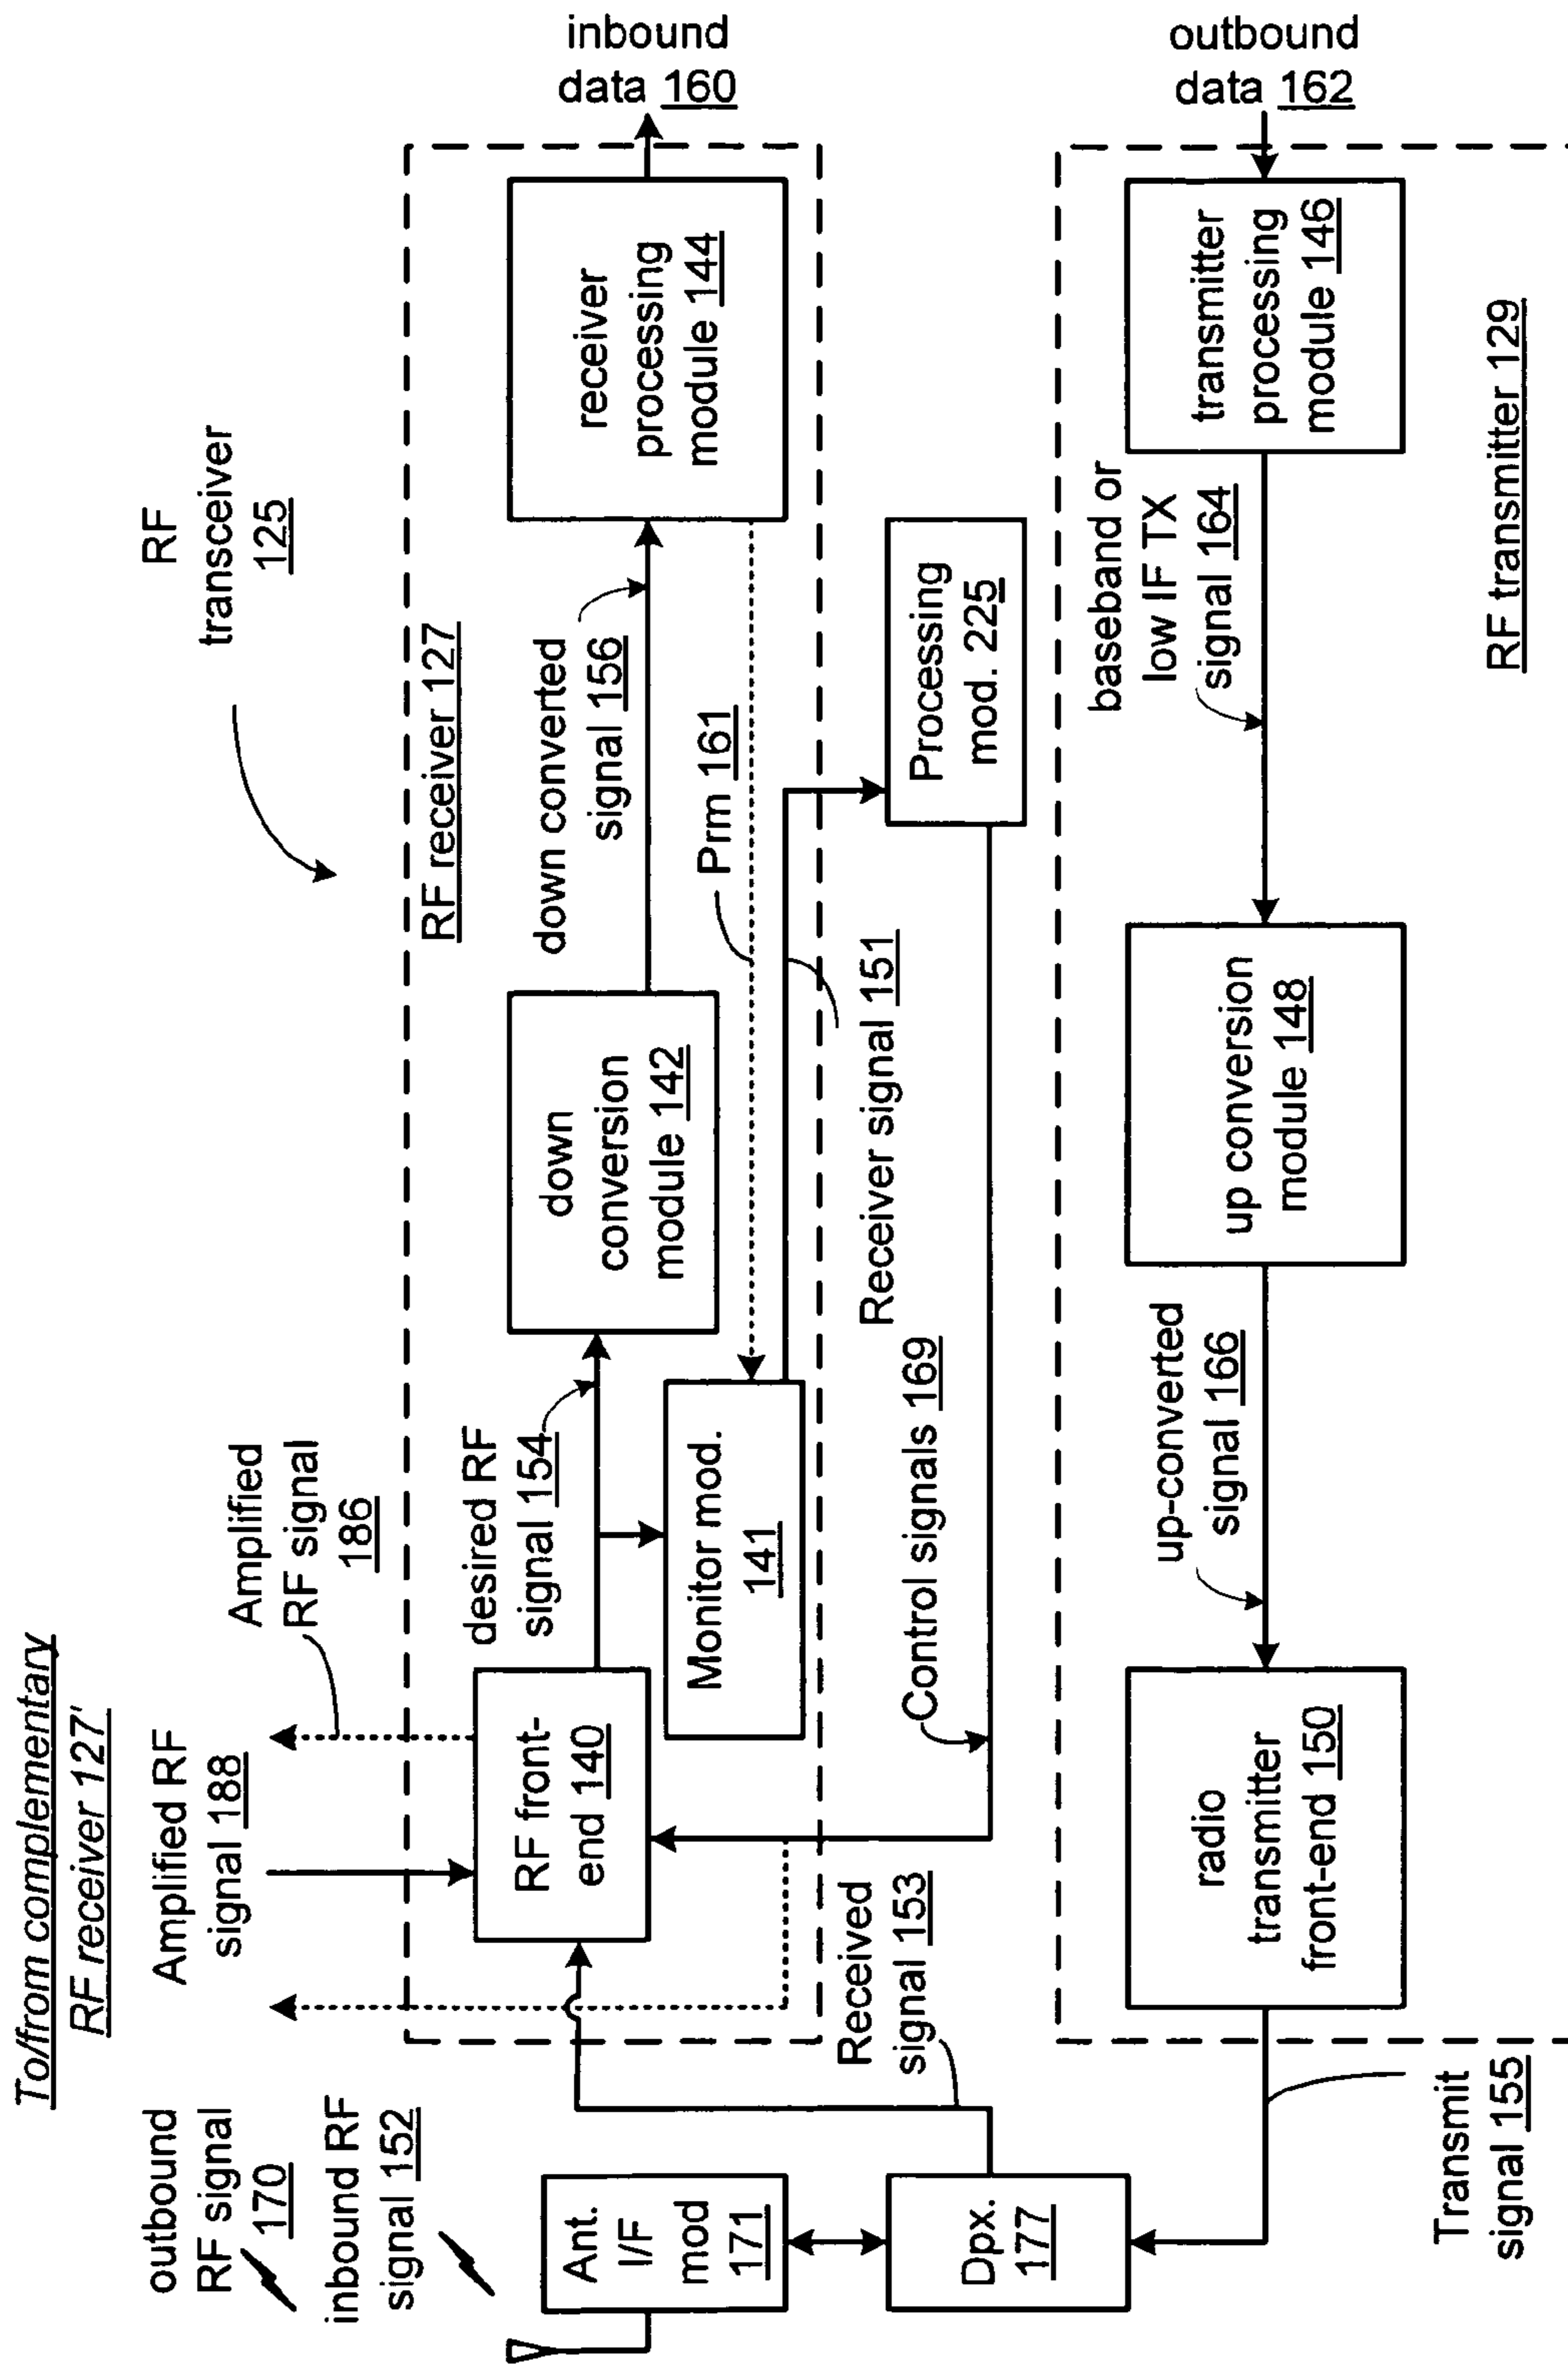 To/from complementary
RF receiver 127'
RF
transceiver
125
outbound
RF signal
170
inbound RF
signal 152
Amplified RF
signal 188
Amplified
RF signal
186
RF receiver 127
inbound
data 160
Ant.
I/F
mod
171
Dpx.
177
RF front-
end 140
desired RF
signal 154
Monitor mod.
141
down
conversion
module 142
down converted
signal 156
Prm 161
receiver
processing
module 144
Received
signal 153
Receiver signal 151
Control signals 169
Processing
mod. 225
outbound
data 162
transmitter
processing
module 146
baseband or
low IF TX
signal 164
up conversion
module 148
up-converted
signal 166
radio
transmitter
front-end 150
Transmit
signal 155
RF transmitter 129